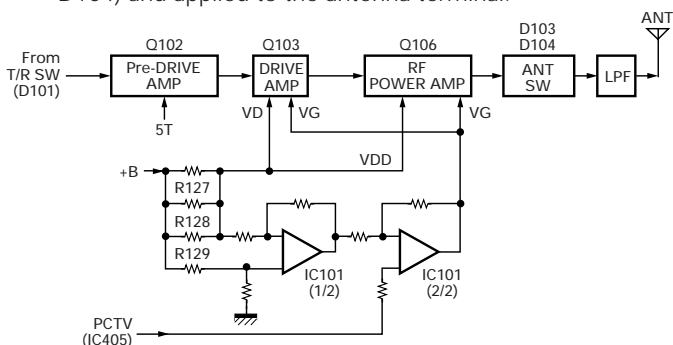 D104) and applied to the antenna terminal.
ANT
Q102
Q103
Q106
D103
D104
From
T/R SW
(D101)
Pre-DRIVE
AMP
DRIVE
AMP
RF
POWER AMP
ANT
SW
LPF
5T
VD
VG
VG
VDD
+B
R127
R128
R129
IC101
(1/2)
IC101
(2/2)
PCTV
(IC405)